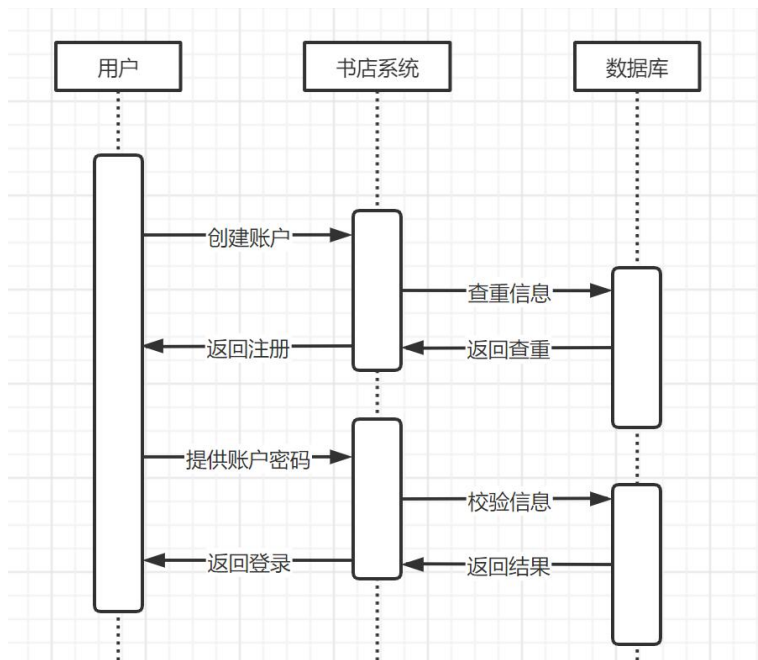 用户
书店系统
数据库
创建账户
查重信息
返回注册
返回查重
提供账户密码
校验信息
返回登录
返回结果